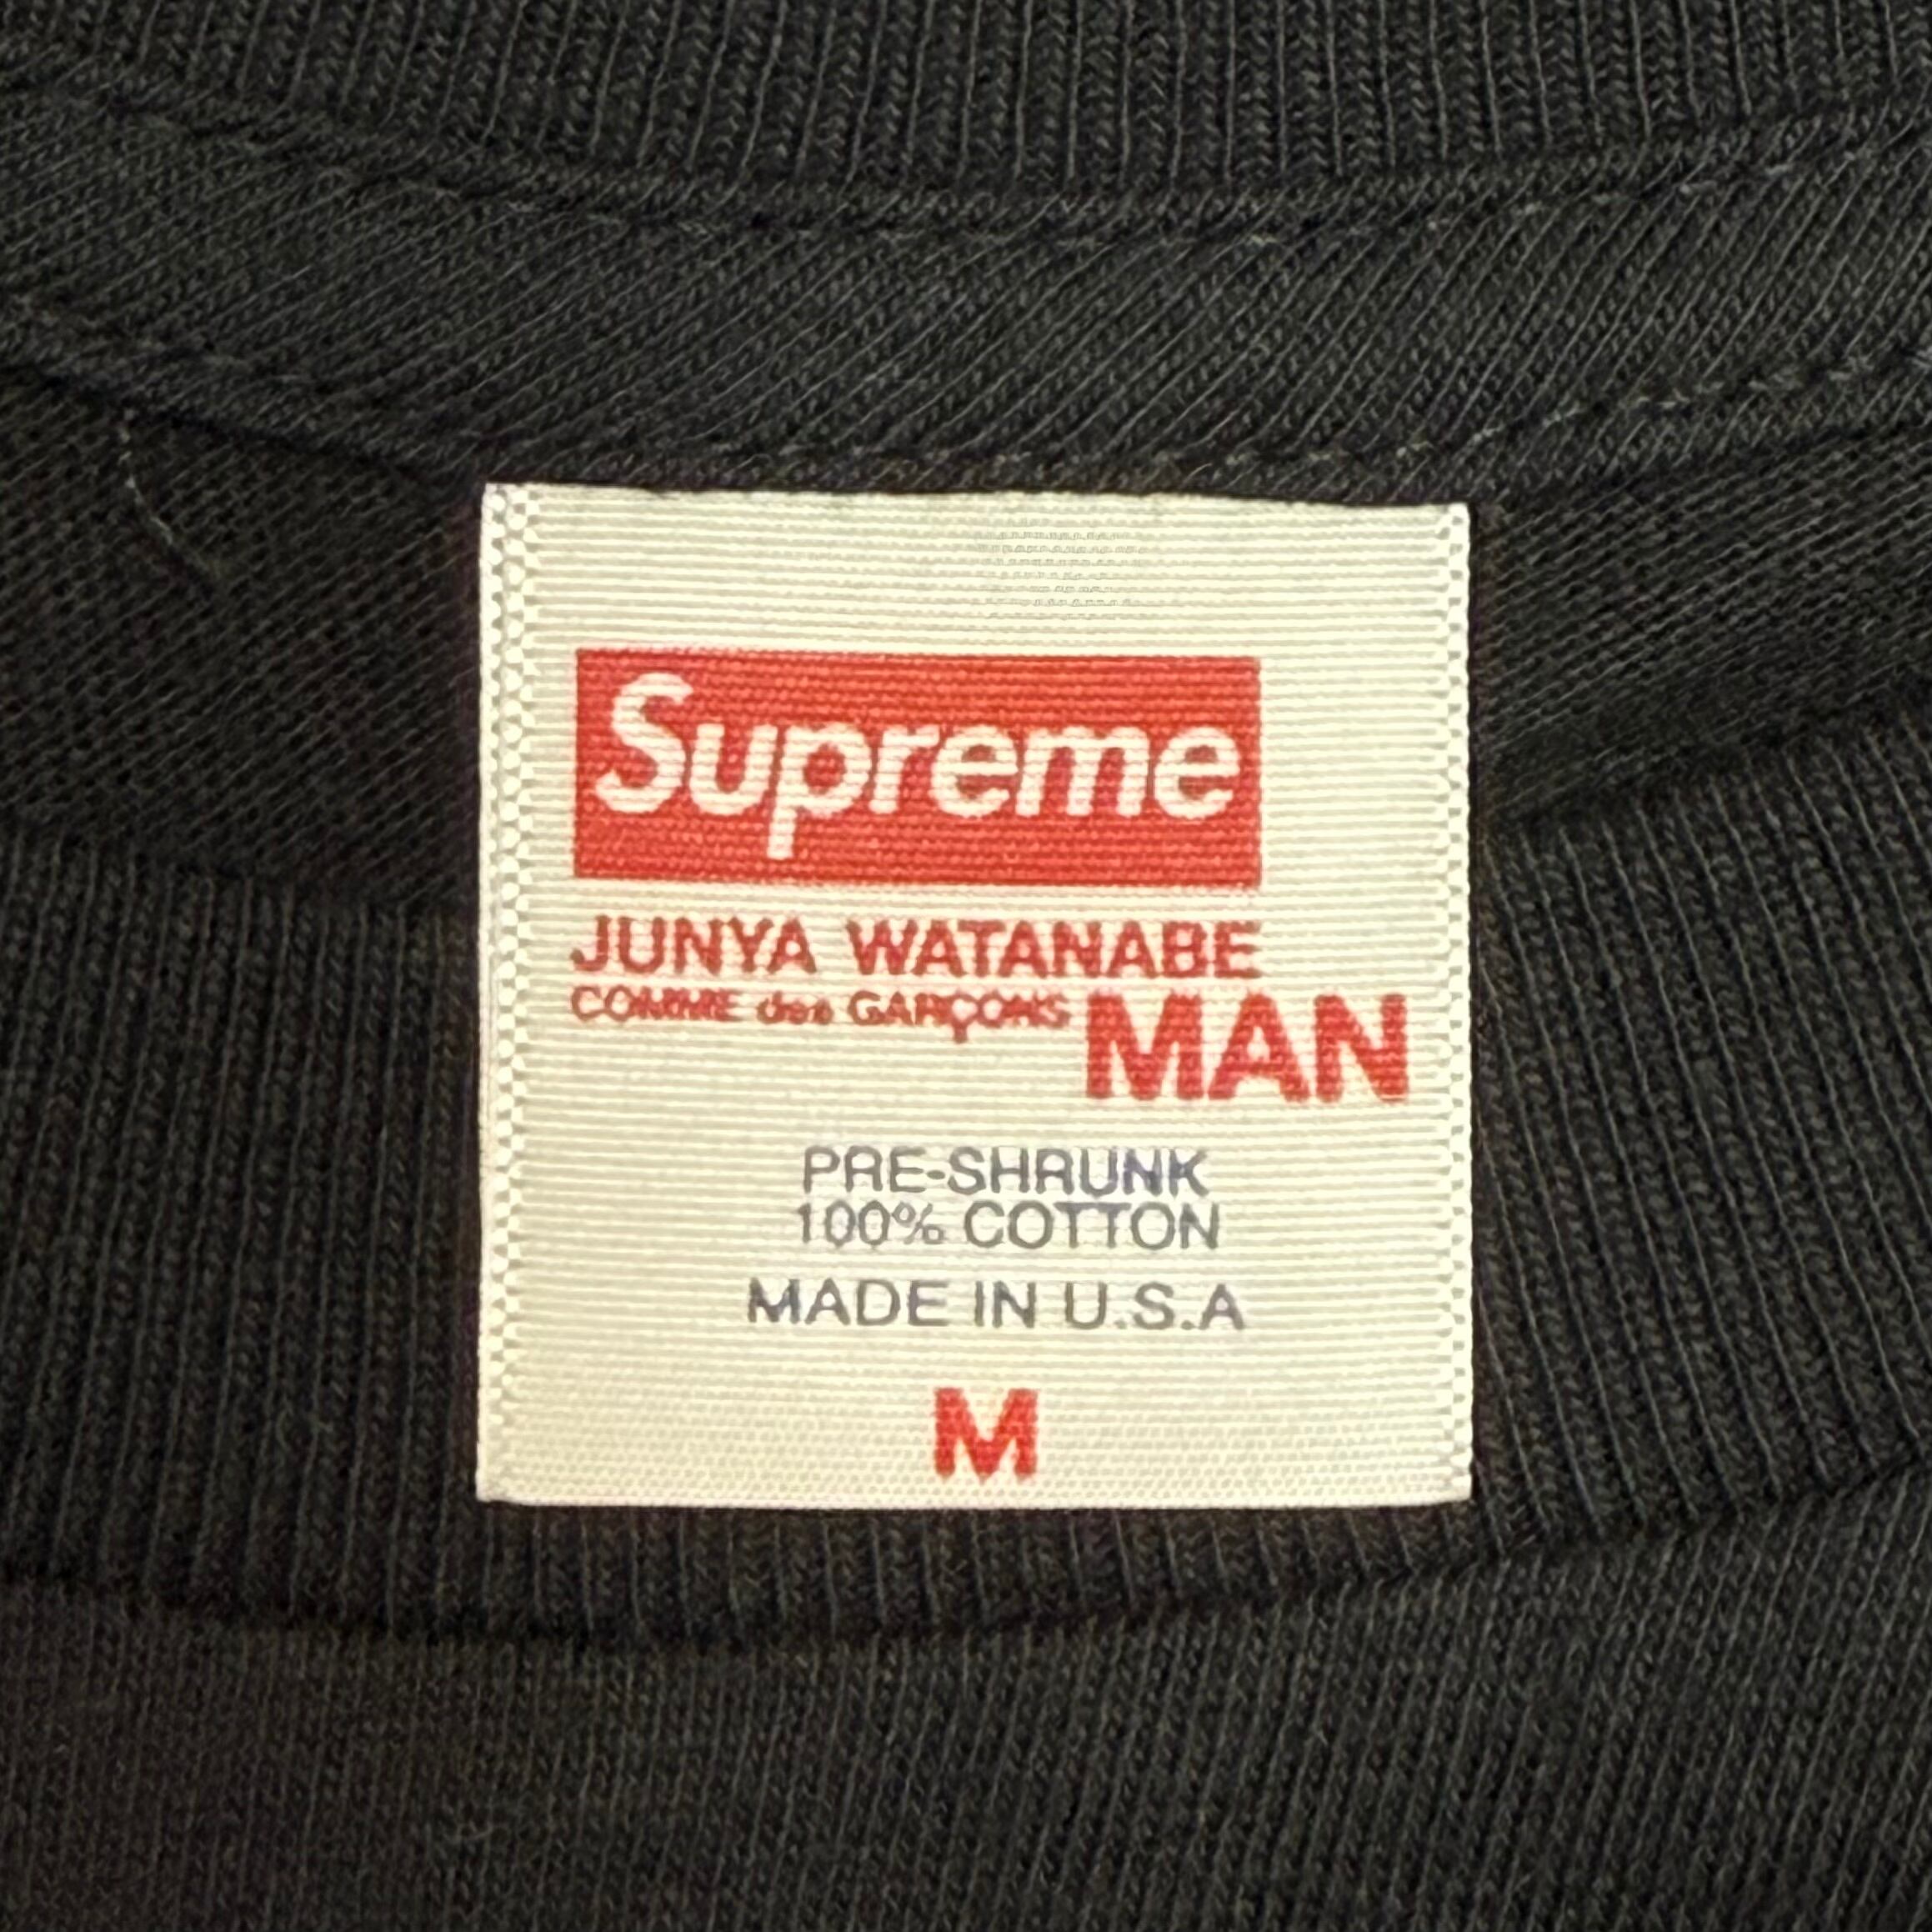 Supreme
JUNYA WATANABE
COMME des GARÇONS MAN
PRE-SHRUNK
100% COTTON
MADE IN U.S.A
M